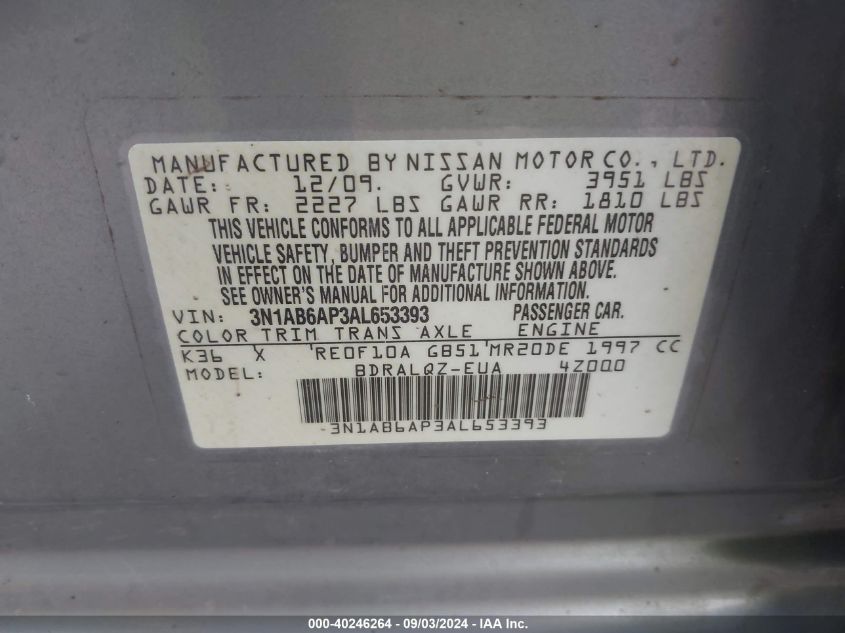 MANUFACTURED BY NISSAN MOTOR CO., LTD.
DATE: 12/09. GVWR: 3951 LBS
GAWR FR: 2227 LBS GAWR RR: 1810 LBS
THIS VEHICLE CONFORMS TO ALL APPLICABLE FEDERAL MOTOR
VEHICLE SAFETY, BUMPER AND THEFT PREVENTION STANDARDS
IN EFFECT ON THE DATE OF MANUFACTURE SHOWN ABOVE.
SEE OWNER'S MANUAL FOR ADDITIONAL INFORMATION.
VIN: 3N1AB6AP3AL653393 PASSENGER CAR.
COLOR TRIM TRANS AXLE ENGINE
K36 X RE0F10A GB51 MR20DE 1997 CC
MODEL: BDRALQZ-EUA 4Z000
3N1AB6AP3AL653393
000-40246264 - 09/03/2024 - IAA Inc.